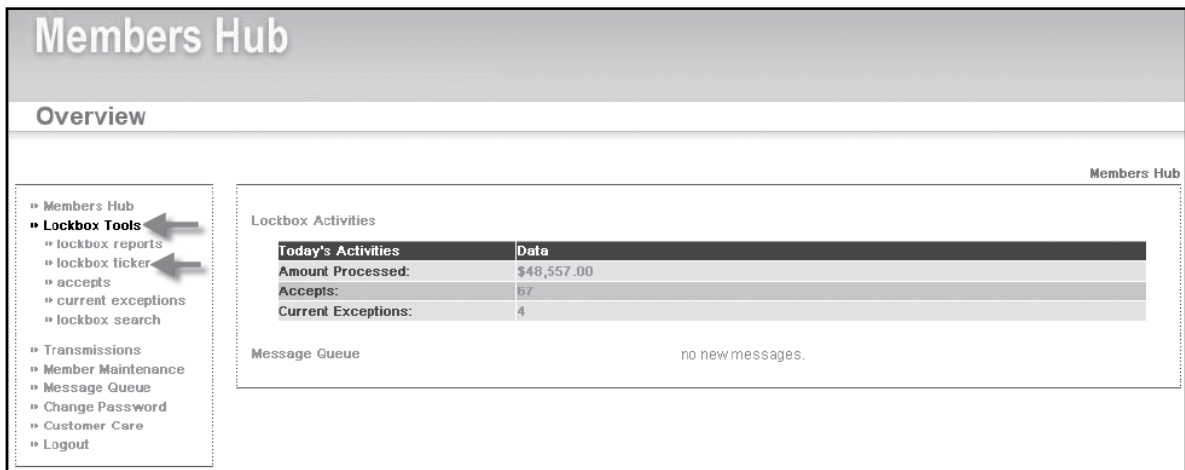 Members Hub
Overview
Members Hub
Members Hub
Lockbox Tools
lockbox reports
lockbox ticker
accepts
current exceptions
lockbox search
Transmissions
Member Maintenance
Message Queue
Change Password
Customer Care
Logout
Lockbox Activities
Today's Activities Data
Amount Processed: $48,557.00
Accepts: 67
Current Exceptions: 4
Message Queue no new messages.